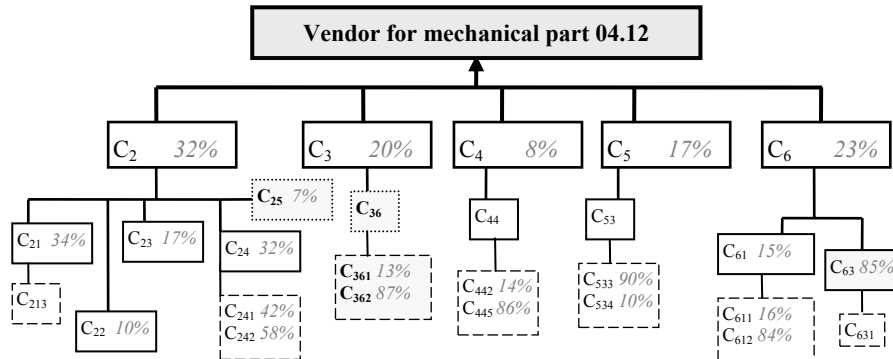 Vendor for mechanical part 04.12
C2 32%
C3 20%
C4 8%
C5 17%
C6 23%
C25 7%
C36
C44
C53
C21 34%
C23 17%
C24 32%
C61 15%
C63 85%
C213
C22 10%
C241 42%
C242 58%
C361 13%
C362 87%
C442 14%
C445 86%
C533 90%
C534 10%
C611 16%
C612 84%
C631